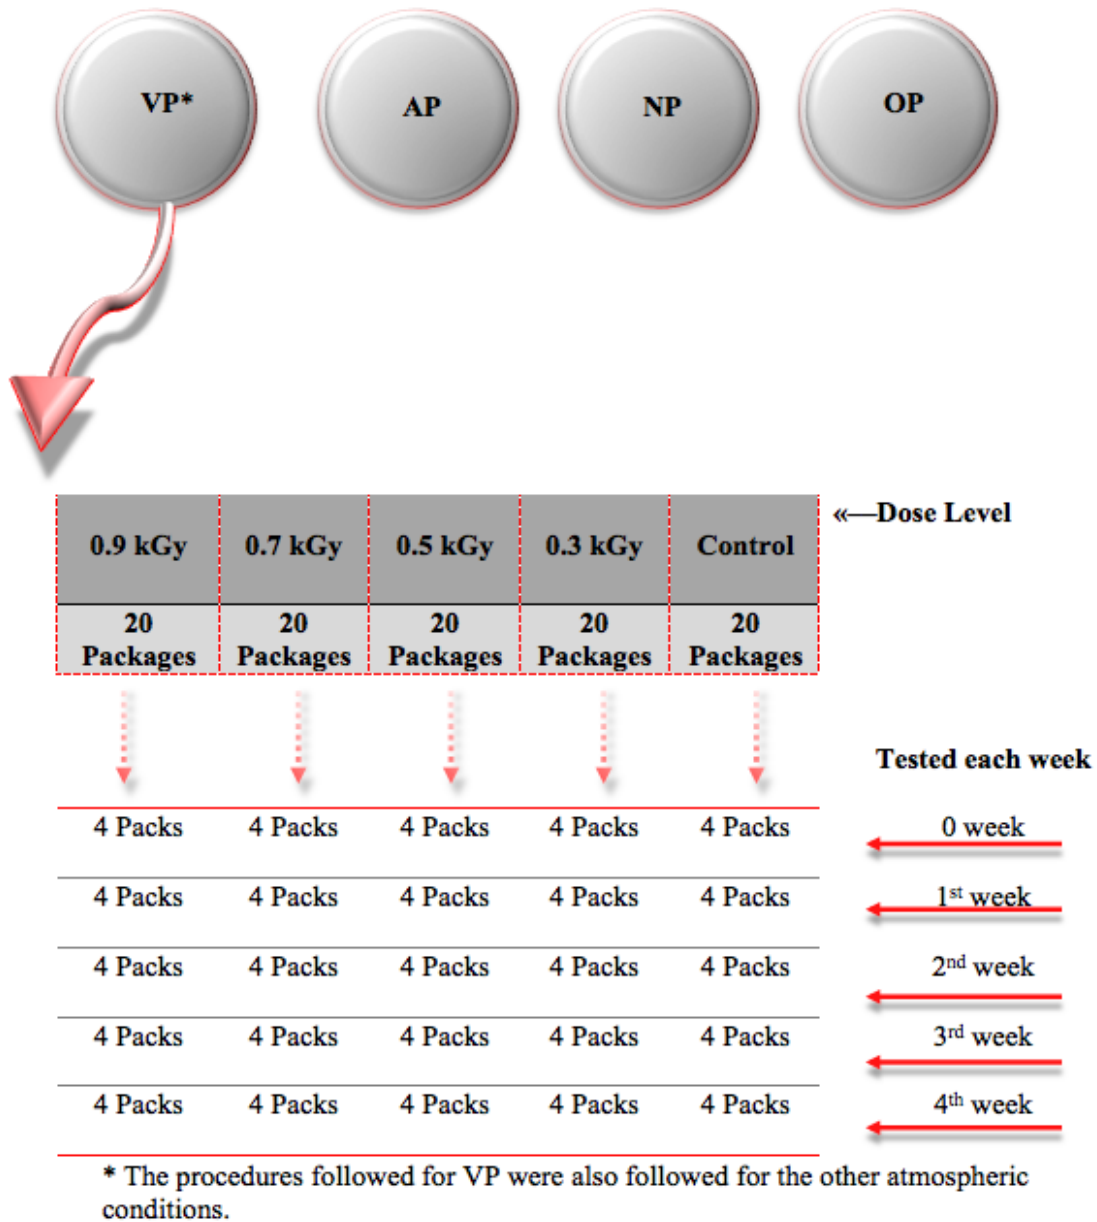 VP* AP NP OP
«—Dose Level
0.9 kGy 0.7 kGy 0.5 kGy 0.3 kGy Control
20 20 20 20 20
Packages Packages Packages Packages Packages
Tested each week
4 Packs 4 Packs 4 Packs 4 Packs 4 Packs 0 week
4 Packs 4 Packs 4 Packs 4 Packs 4 Packs 1st week
4 Packs 4 Packs 4 Packs 4 Packs 4 Packs 2nd week
4 Packs 4 Packs 4 Packs 4 Packs 4 Packs 3rd week
4 Packs 4 Packs 4 Packs 4 Packs 4 Packs 4th week
* The procedures followed for VP were also followed for the other atmospheric
conditions.